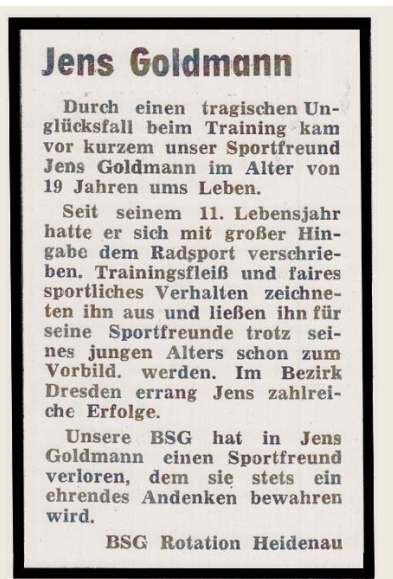 Jens Goldmann
Durch einen tragischen Un-
glücksfall beim Training kam
vor kurzem unser Sportfreund
Jens Goldmann im Alter von
19 Jahren ums Leben.
Seit seinem 11. Lebensjahr
hatte er sich mit großer Hin-
gabe dem Radsport verschrie-
ben. Trainingsfleiß und faires
sportliches Verhalten zeichne-
ten ihn aus und ließen ihn für
seine Sportfreunde trotz sei-
nes jungen Alters schon zum
Vorbild. werden. Im Bezirk
Dresden errang Jens zahlrei-
che Erfolge.
Unsere BSG hat in Jens
Goldmann einen Sportfreund
verloren, dem sie stets ein
ehrendes Andenken bewahren
wird.
BSG Rotation Heidenau